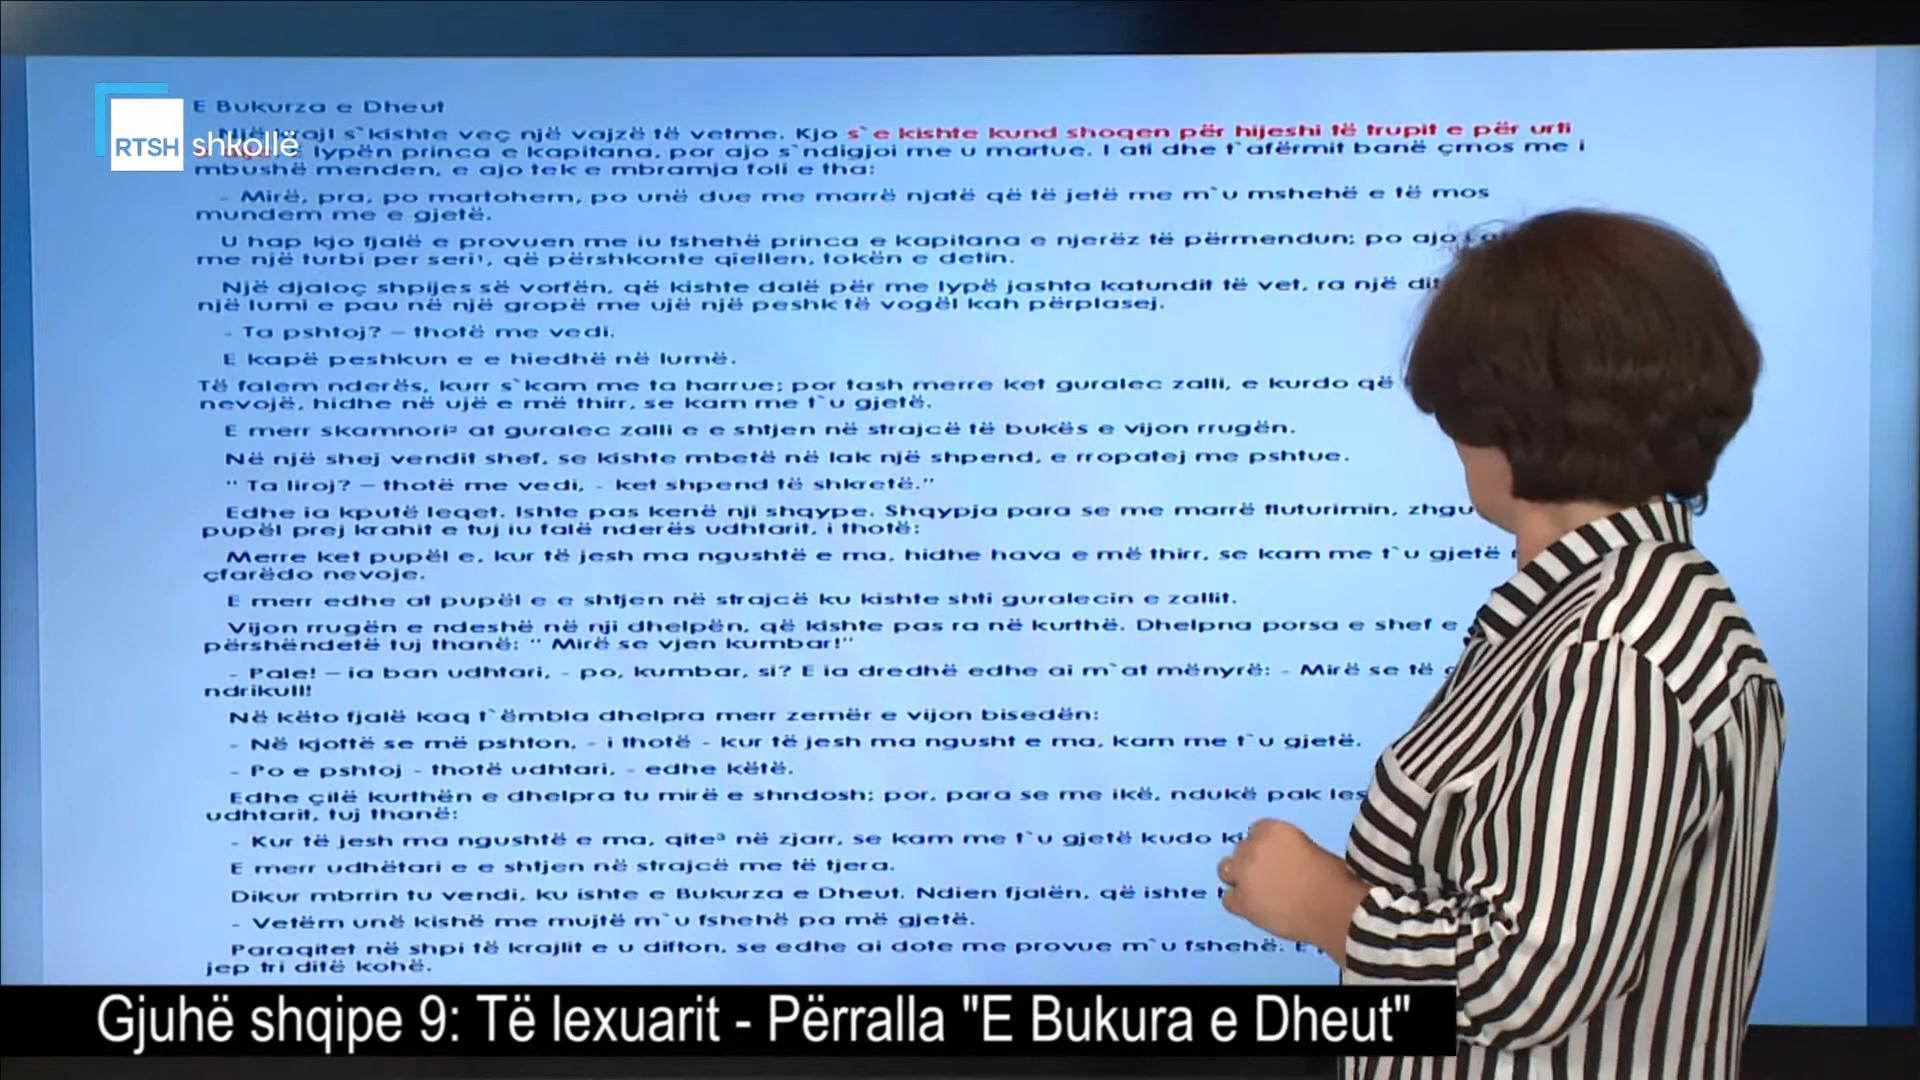 E Bukurza e Dheut
RTSH shkollë
Një krajl s`kishte veç një vajzë të vetme. Kjo s`e kishte kund shoqen për hijeshi të trupit e për urti
E lypën princa e kapitana, por ajo s`ndigjoi me u martue. I ati dhe t`afërmit banë çmos me i
mbushë menden, e ajo tek e mbramja foli e tha:
- Mirë, pra, po martohem, po unë due me marrë njatë që të jetë me m`u mshehë e të mos
mundem me e gjetë.
U hap kjo fjalë e provuen me iu fshehë princa e kapitana e njerëz të përmendun; po ajo
me një turbi per seri¹, që përshkonte qiellen, tokën e detin.
Një djaloç shpijes së vorfën, që kishte dalë për me lypë jashta katundit të vet, ra një
një lumi e pau në një gropë me ujë një peshk të vogël kah përplasej.
- Ta pshtoj? – thotë me vedi.
E kapë peshkun e e hiedhë në lumë.
Të falem nderës, kurr s`kam me ta harrue; por tash merre ket guralec zalli, e kurdo që
nevojë, hidhe në ujë e më thirr, se kam me t`u gjetë.
E merr skamnori² at guralec zalli e e shtjen në strajcë të bukës e vijon rrugën.
Në një shej vendit shef, se kishte mbetë në lak një shpend, e rropatej me pshtue.
“ Ta liroj? – thotë me vedi, - ket shpend të shkretë.”
Edhe ia kputë leqet. Ishte pas kenë nji shqype. Shqypja para se me marrë fluturimin,
pupël prej krahit e tuj iu falë nderës udhtarit, i thotë:
Merre ket pupël e, kur të jesh ma ngushtë e ma, hidhe hava e më thirr, se kam me t`u gjetë
çfarëdo nevoje.
E merr edhe at pupël e e shtjen në strajcë ku kishte shti guralecin e zallit.
Vijon rrugën e ndeshë në nji dhelpën, që kishte pas ra në kurthë. Dhelpna porsa e shef e
përshëndetë tuj thanë: “ Mirë se vjen kumbar!”
- Pale! – ia ban udhtari, - po, kumbar, si? E ia dredhë edhe ai m`at mënyrë: - Mirë se të
ndrikull!
Në këto fjalë kaq t`ëmbla dhelpra merr zemër e vijon bisedën:
- Në kjoftë se më pshton, - i thotë - kur të jesh ma ngusht e ma, kam me t`u gjetë.
- Po e pshtoj - thotë udhtari, - edhe këtë.
Edhe çilë kurthën e dhelpra tu mirë e shndosh; por, para se me ikë, ndukë pak
udhtarit, tuj thanë:
- Kur të jesh ma ngushtë e ma, qite³ në zjarr, se kam me t`u gjetë kudo
E merr udhëtari e e shtjen në strajcë me të tjera.
Dikur mbrrin tu vendi, ku ishte e Bukurza e Dheut. Ndien fjalën, që ishte
- Vetëm unë kishë me mujtë m`u fshehë pa më gjetë.
Paraqitet në shpi të krajlit e u difton, se edhe ai dote me provue m`u fshehë.
jep tri ditë kohë.
Gjuhë shqipe 9: Të lexuarit - Përralla "E Bukura e Dheut"